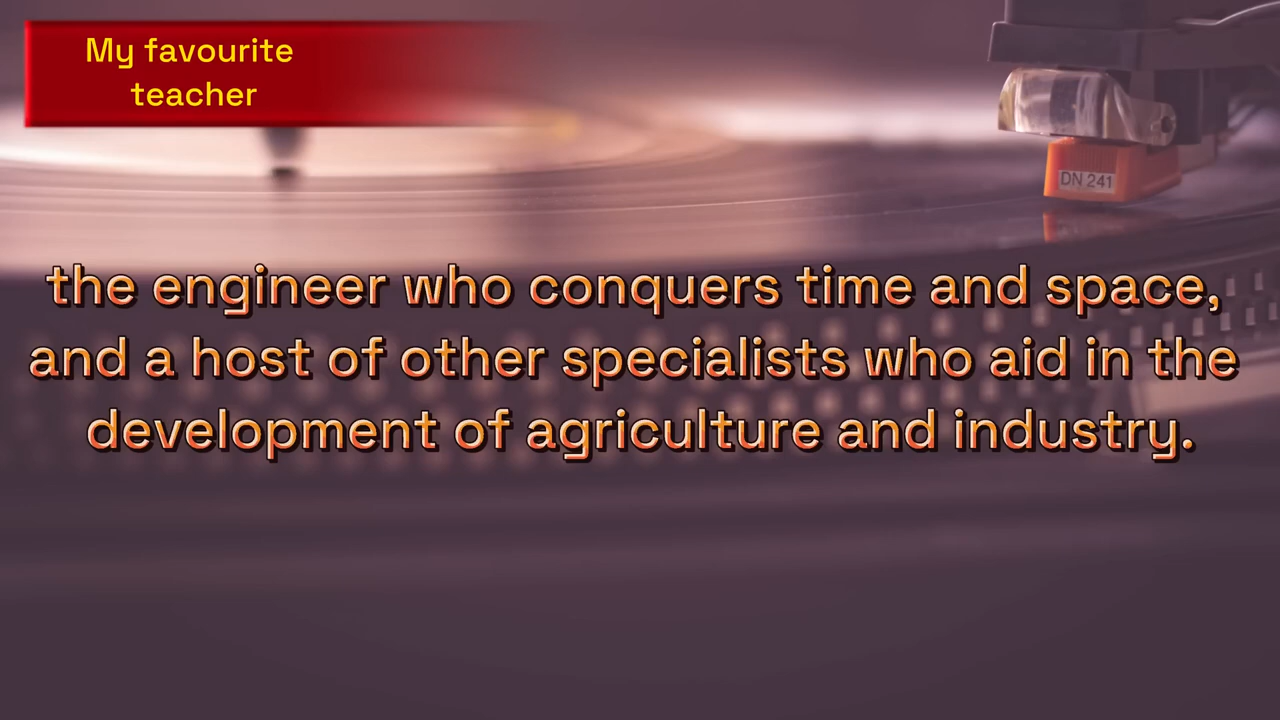 My favourite
teacher
DN 241
the engineer who conquers time and space,
and a host of other specialists who aid in the
development of agriculture and industry.